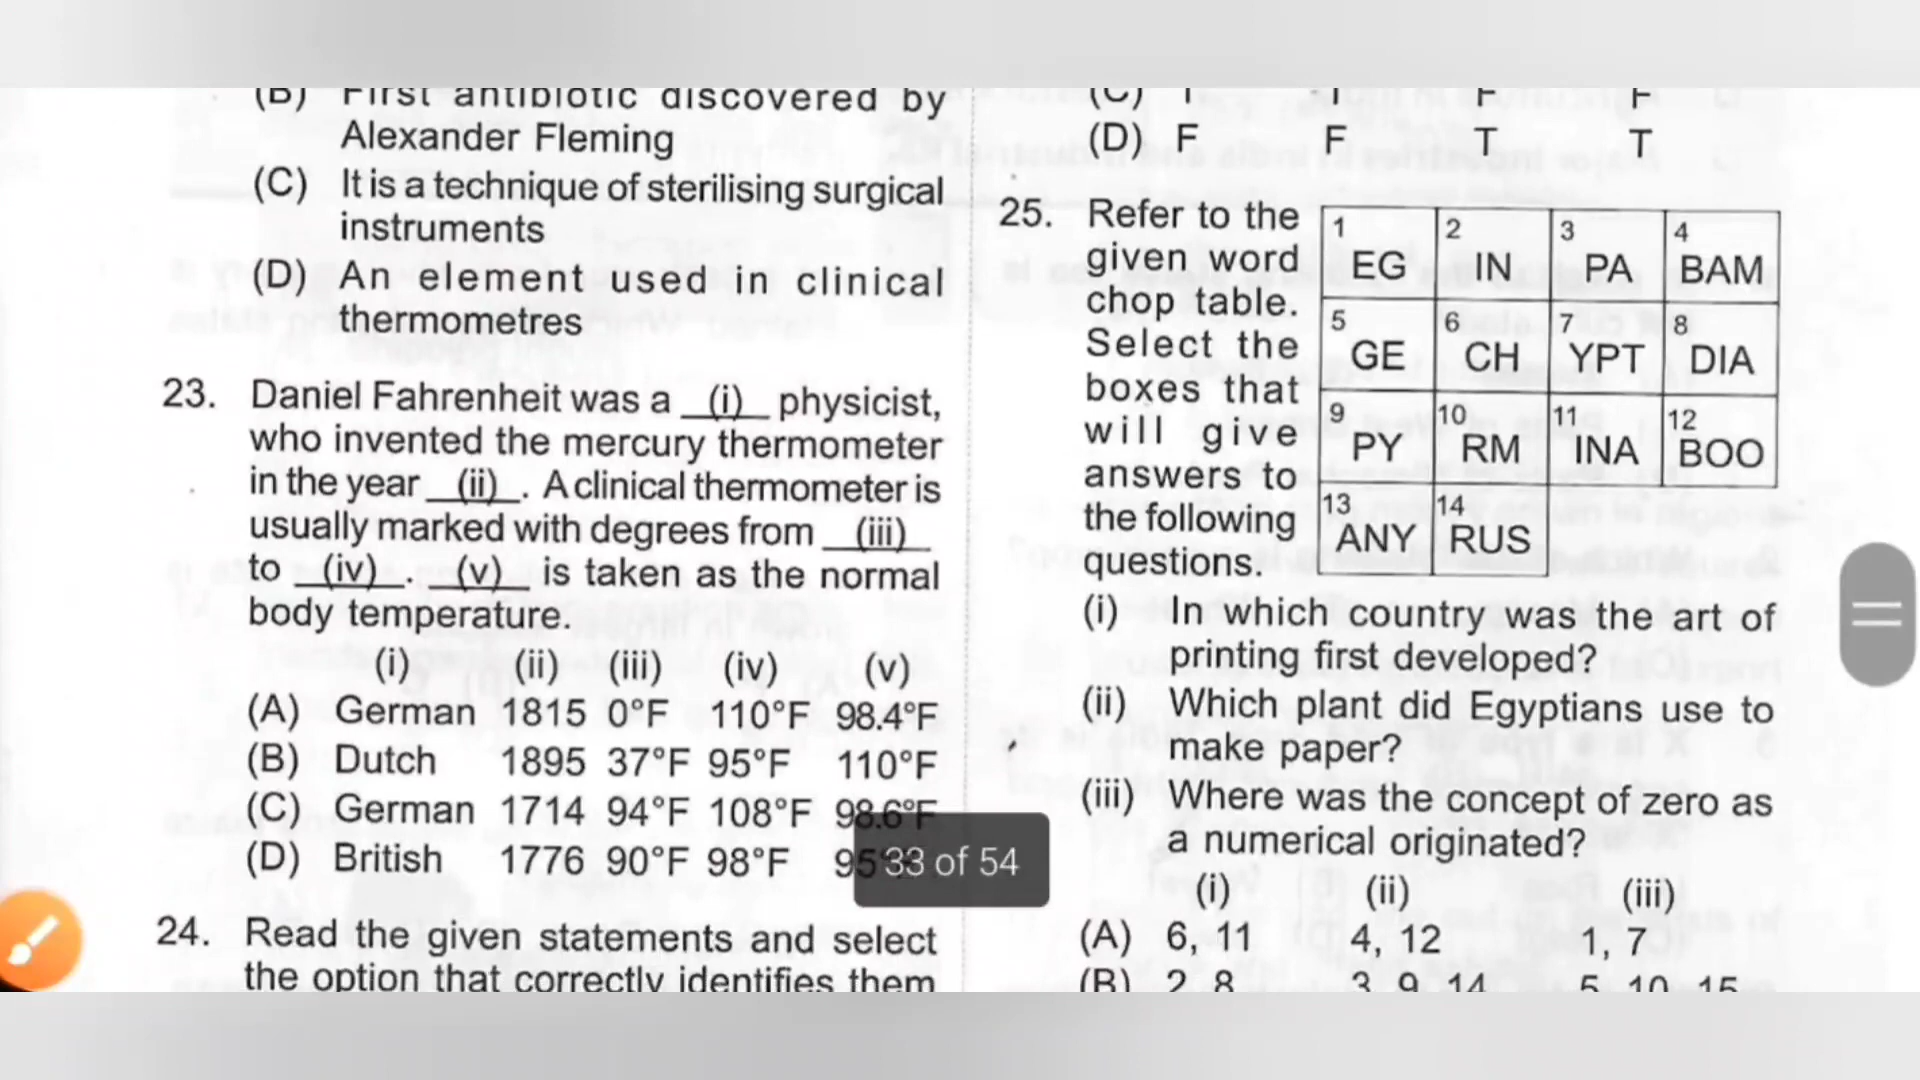 (B) First antibiotic discovered by
Alexander Fleming
(C) It is a technique of sterilising surgical
instruments
(D) An element used in clinical
thermometres
23. Daniel Fahrenheit was a (i) physicist,
who invented the mercury thermometer
in the year (ii). A clinical thermometer is
usually marked with degrees from (iii)
to (iv). (v) is taken as the normal
body temperature.
(i) (ii) (iii) (iv) (v)
(A) German 1815 0°F 110°F 98.4°F
(B) Dutch 1895 37°F 95°F 110°F
(C) German 1714 94°F 108°F 98.6°F
(D) British 1776 90°F 98°F 95°F
33 of 54
24. Read the given statements and select
the option that correctly identifies them
(C) T T F F
(D) F F T T
25. Refer to the
given word
chop table.
Select the
boxes that
will give
answers to
the following
questions.
1 2 3 4
EG IN PA BAM
5 6 7 8
GE CH YPT DIA
9 10 11 12
PY RM INA BOO
13 14
ANY RUS
(i) In which country was the art of
printing first developed?
(ii) Which plant did Egyptians use to
make paper?
(iii) Where was the concept of zero as
a numerical originated?
(i) (ii) (iii)
(A) 6, 11 4, 12 1, 7
(B) 2, 8 3, 9, 14 5, 10, 15